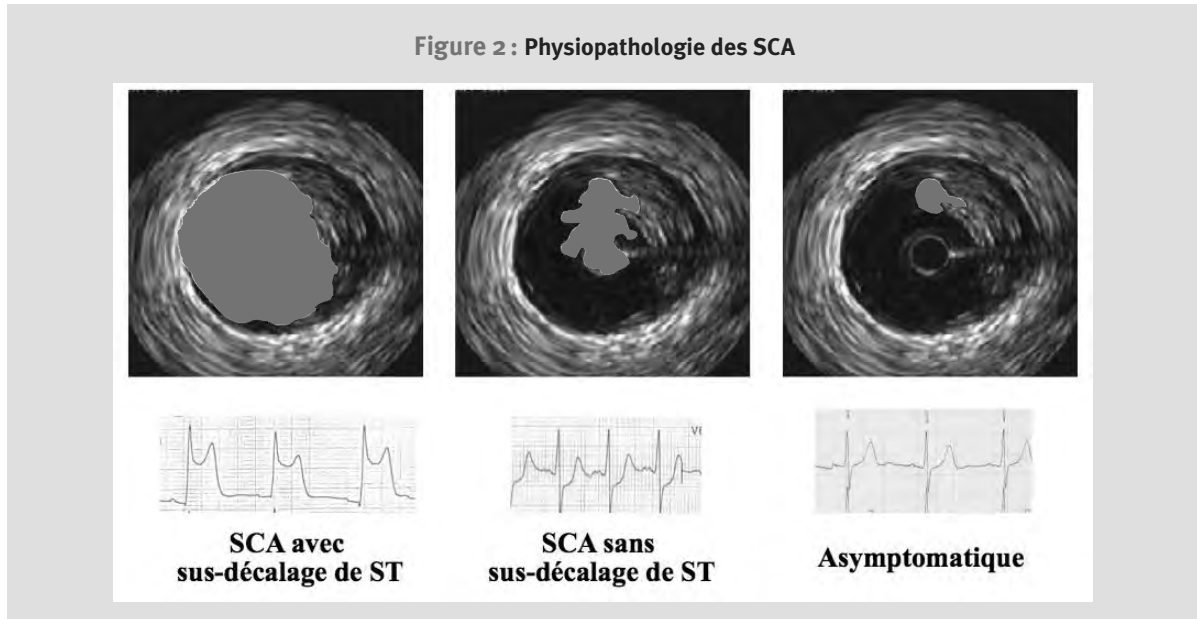 Figure 2 : Physiopathologie des SCA
SCA avec
sus-décalage de ST
SCA sans
sus-décalage de ST
Asymptomatique